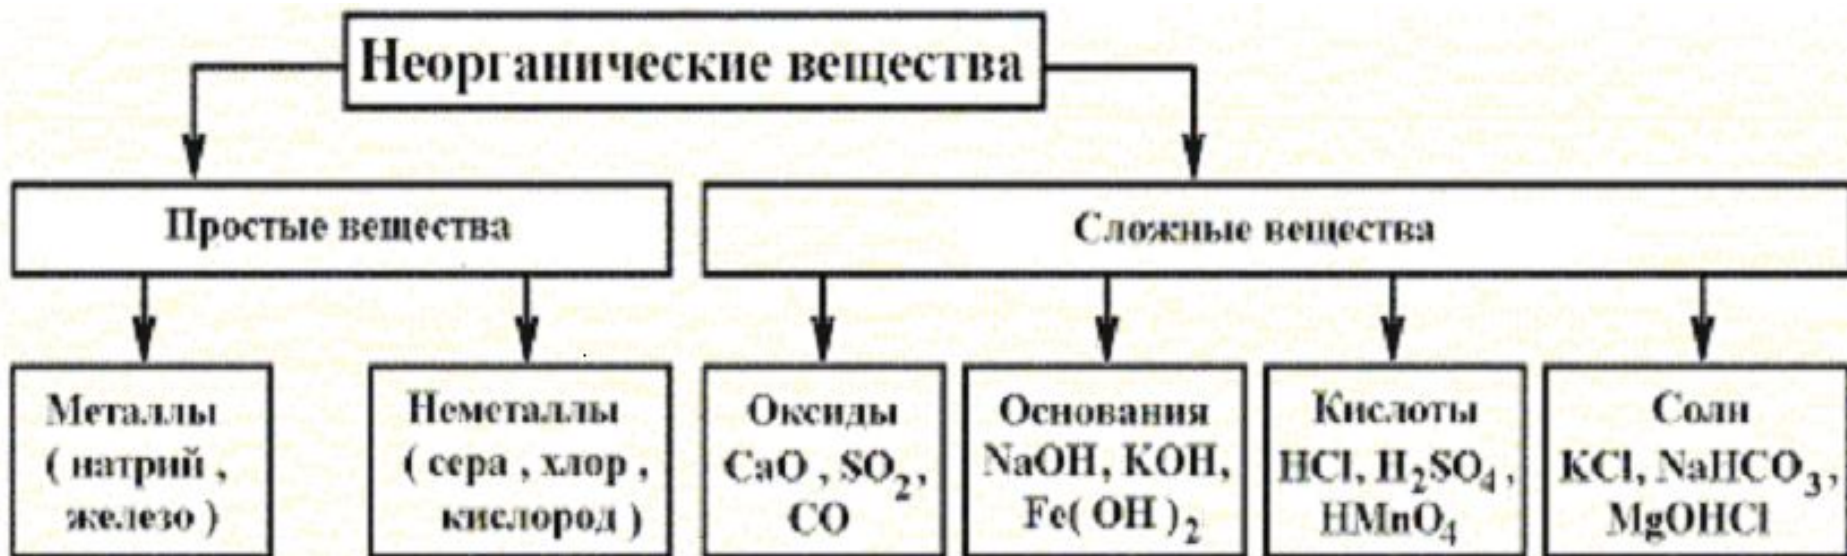 Неорганические вещества
Простые вещества
Сложные вещества
Металлы
( натрий ,
железо )
Неметаллы
( сера , хлор ,
кислород )
Оксиды
CaO , SO₂,
CO
Основания
NaOH, KOH,
Fe( OH )₂
Кислоты
HCl, H₂SO₄,
HMnO₄
Соли
KCl, NaHCO₃,
MgOHCl